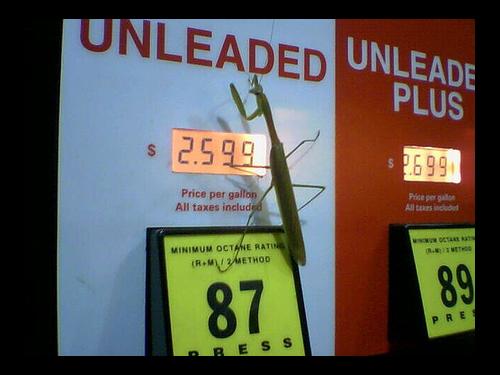 UNLEADED
$ 2.599
Price per gallon
All taxes included
MINIMUM OCTANE RATING
(R+M) / 2 METHOD
87
PRESS
UNLEADE
PLUS
$ 2.699
Price per gallon
All taxes included
MINIMUM OCTANE RATIN
(R+M) / 2 METHOD
89
PRES